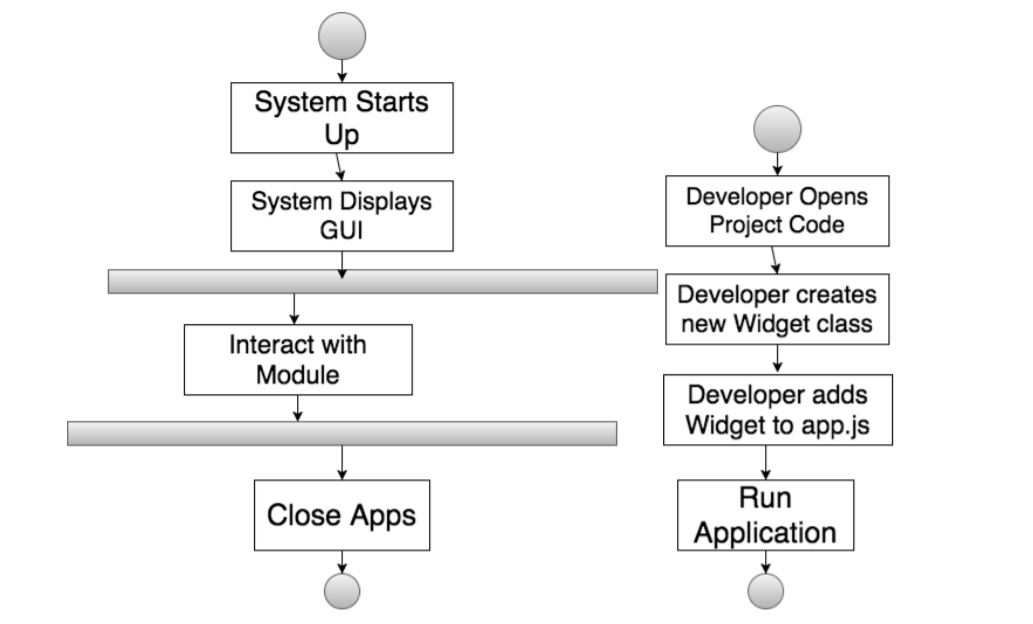 System Starts
Up
System Displays
GUI
Interact with
Module
Close Apps
Developer Opens
Project Code
Developer creates
new Widget class
Developer adds
Widget to app.js
Run
Application